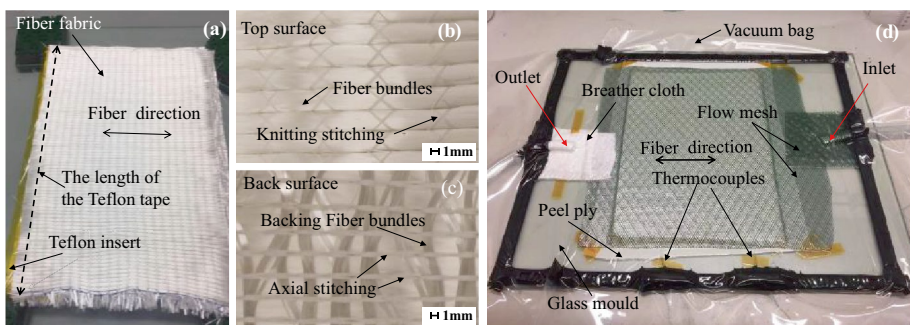 Fiber fabric
(a)
Fiber direction
The length of
the Teflon tape
Teflon insert
Top surface
(b)
Fiber bundles
Knitting stitching
1mm
Back surface
(c)
Backing Fiber bundles
Axial stitching
1mm
Vacuum bag
(d)
Outlet
Inlet
Breather cloth
Flow mesh
Fiber direction
Thermocouples
Peel ply
Glass mould